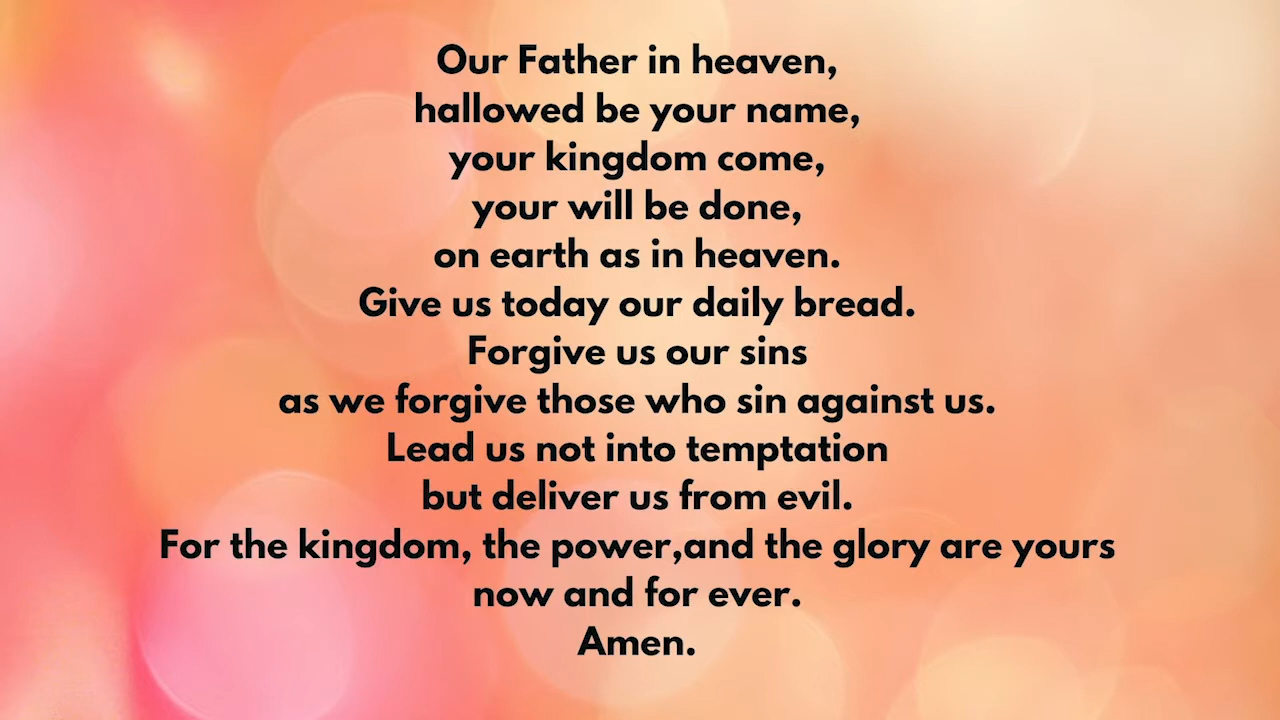 Our Father in heaven,
hallowed be your name,
your kingdom come,
your will be done,
on earth as in heaven.
Give us today our daily bread.
Forgive us our sins
as we forgive those who sin against us.
Lead us not into temptation
but deliver us from evil.
For the kingdom, the power,and the glory are yours
now and for ever.
Amen.